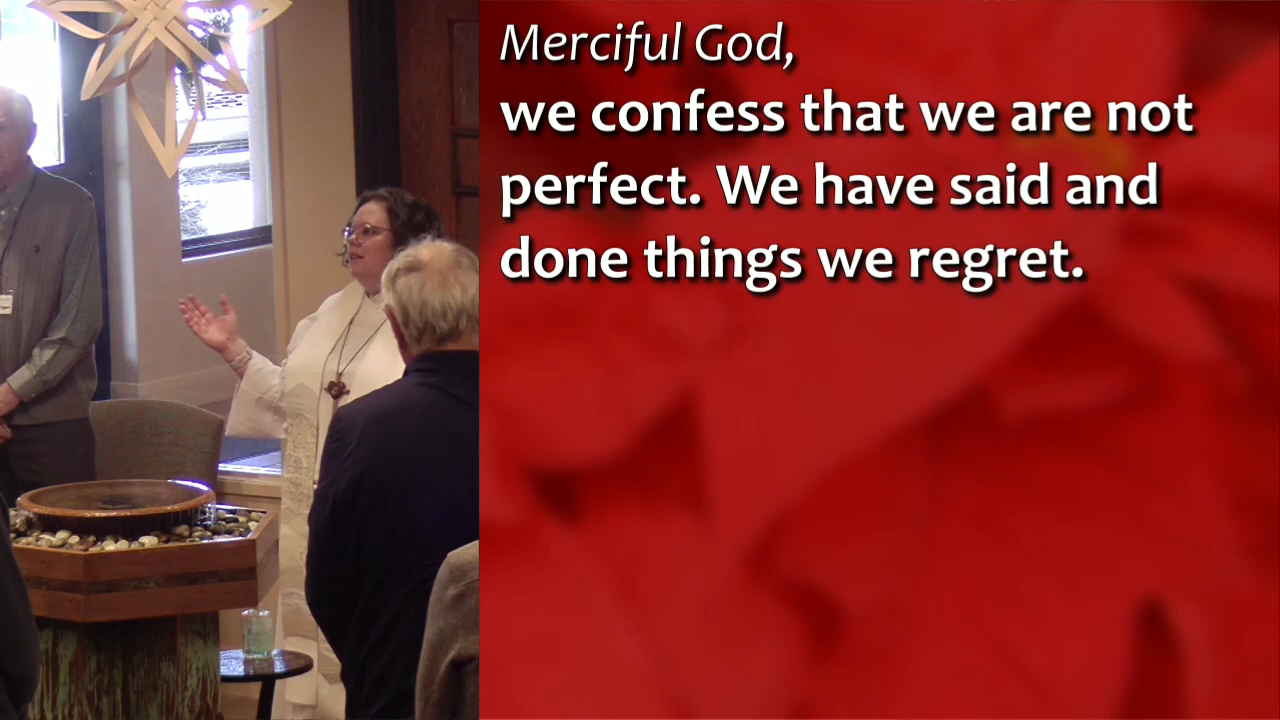 Merciful God,
we confess that we are not
perfect. We have said and
done things we regret.